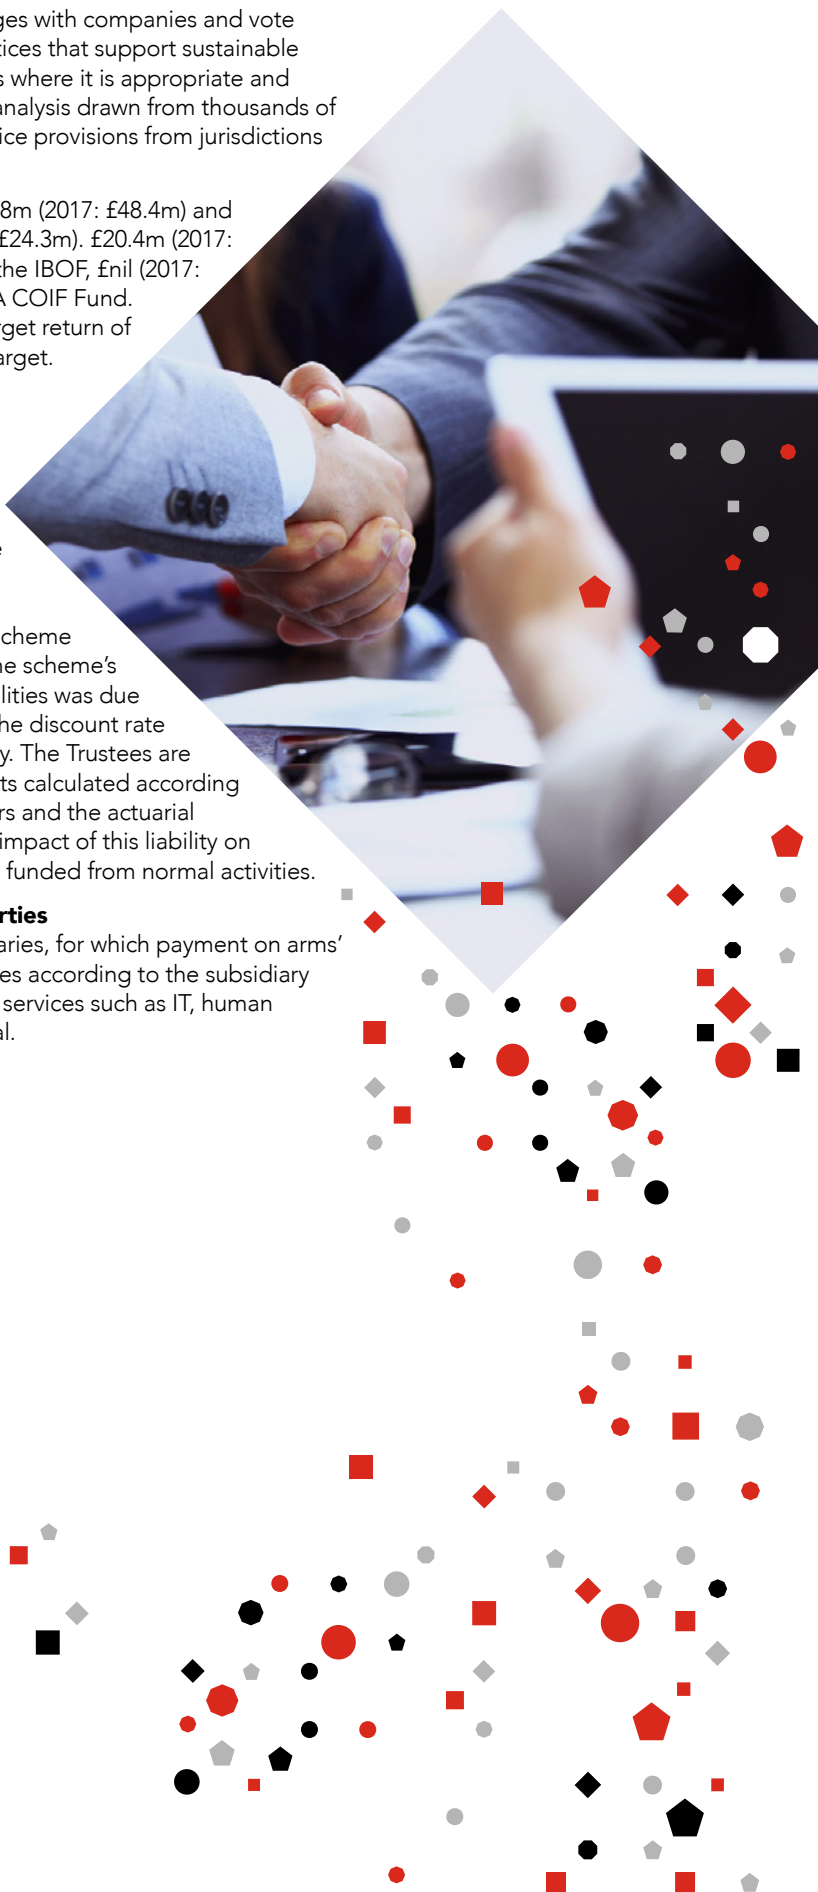 ges with companies and vote
tices that support sustainable
s where it is appropriate and
analysis drawn from thousands of
ice provisions from jurisdictions
8m (2017: £48.4m) and
£24.3m). £20.4m (2017:
the IBOF, £nil (2017:
A COIF Fund.
rget return of
arget.
e
cheme
ne scheme’s
ilities was due
he discount rate
y. The Trustees are
ts calculated according
rs and the actuarial
impact of this liability on
funded from normal activities.
rties
aries, for which payment on arms’
es according to the subsidiary
services such as IT, human
al.